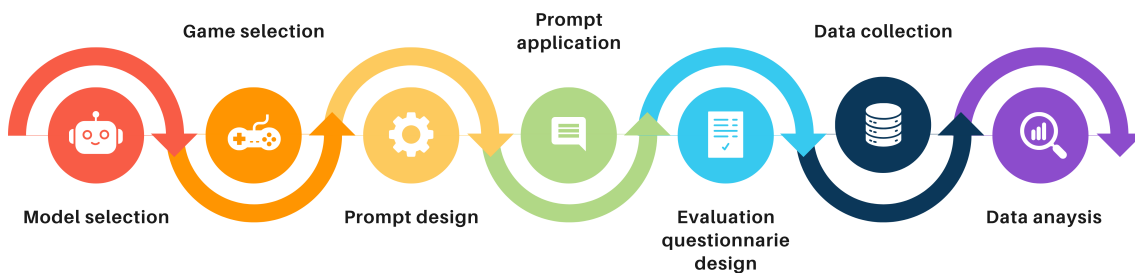 Model selection
Game selection
Prompt design
Prompt
application
Evaluation
questionnarie
design
Data collection
Data anaysis